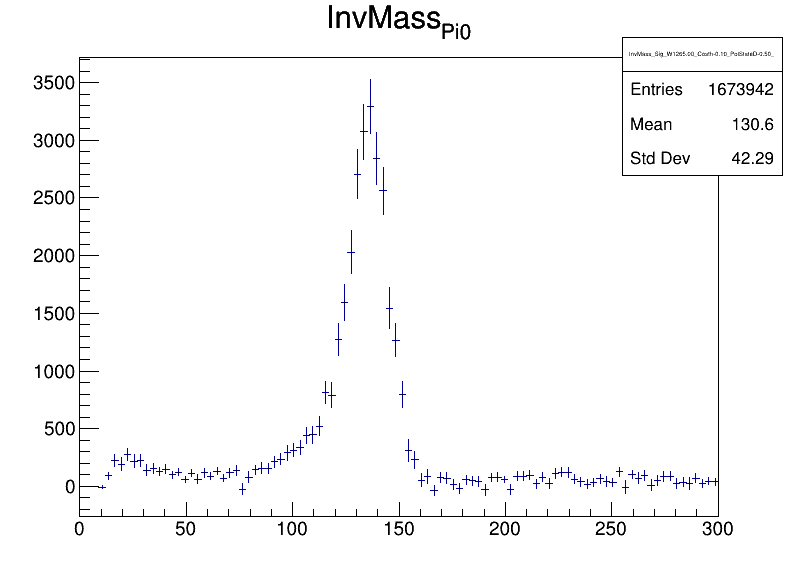 InvMass_Pi0
InvMass_Sig_W1265.00_Costh-0.10_PolStateD-0.50_
Entries 1673942
Mean 130.6
Std Dev 42.29
3500
3000
2500
2000
1500
1000
500
0
0 50 100 150 200 250 300